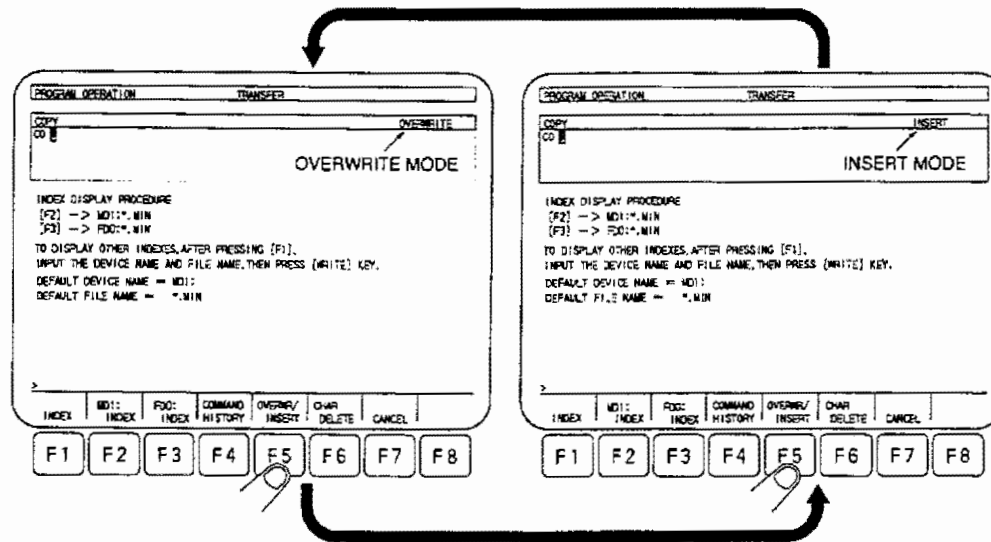 PROGRAM OPERATION TRANSFER
COPY OVERWRITE
CO
OVERWRITE MODE
INDEX DISPLAY PROCEDURE
[F2] —> MD1:*.MIN
[F3] —> FD0:*.MIN
TO DISPLAY OTHER INDEXES, AFTER PRESSING [F1],
INPUT THE DEVICE NAME AND FILE NAME, THEN PRESS [WRITE] KEY.
DEFAULT DEVICE NAME = MD1:
DEFAULT FILE NAME = *.MIN
>
INDEX MD1: INDEX FD0: INDEX COMMAND HISTORY OVERWR/ INSERT CHAR DELETE CANCEL
F1 F2 F3 F4 F5 F6 F7 F8
PROGRAM OPERATION TRANSFER
COPY INSERT
CO
INSERT MODE
INDEX DISPLAY PROCEDURE
[F2] —> MD1:*.MIN
[F3] —> FD0:*.MIN
TO DISPLAY OTHER INDEXES, AFTER PRESSING [F1],
INPUT THE DEVICE NAME AND FILE NAME, THEN PRESS [WRITE] KEY.
DEFAULT DEVICE NAME = MD1:
DEFAULT FILE NAME = *.MIN
>
INDEX MD1: INDEX FD0: INDEX COMMAND HISTORY OVERWR/ INSERT CHAR DELETE CANCEL
F1 F2 F3 F4 F5 F6 F7 F8